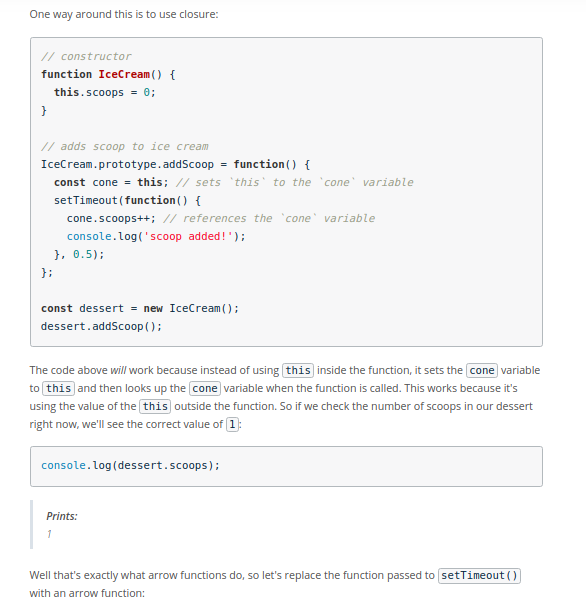 One way around this is to use closure:
// constructor
function IceCream() {
  this.scoops = 0;
}
// adds scoop to ice cream
IceCream.prototype.addScoop = function() {
  const cone = this; // sets `this` to the `cone` variable
  setTimeout(function() {
    cone.scoops++; // references the `cone` variable
    console.log('scoop added!');
  }, 0.5);
};
const dessert = new IceCream();
dessert.addScoop();
The code above will work because instead of using this inside the function, it sets the cone variable
to this and then looks up the cone variable when the function is called. This works because it's
using the value of the this outside the function. So if we check the number of scoops in our dessert
right now, we'll see the correct value of 1:
console.log(dessert.scoops);
Prints:
1
Well that's exactly what arrow functions do, so let's replace the function passed to setTimeout()
with an arrow function: